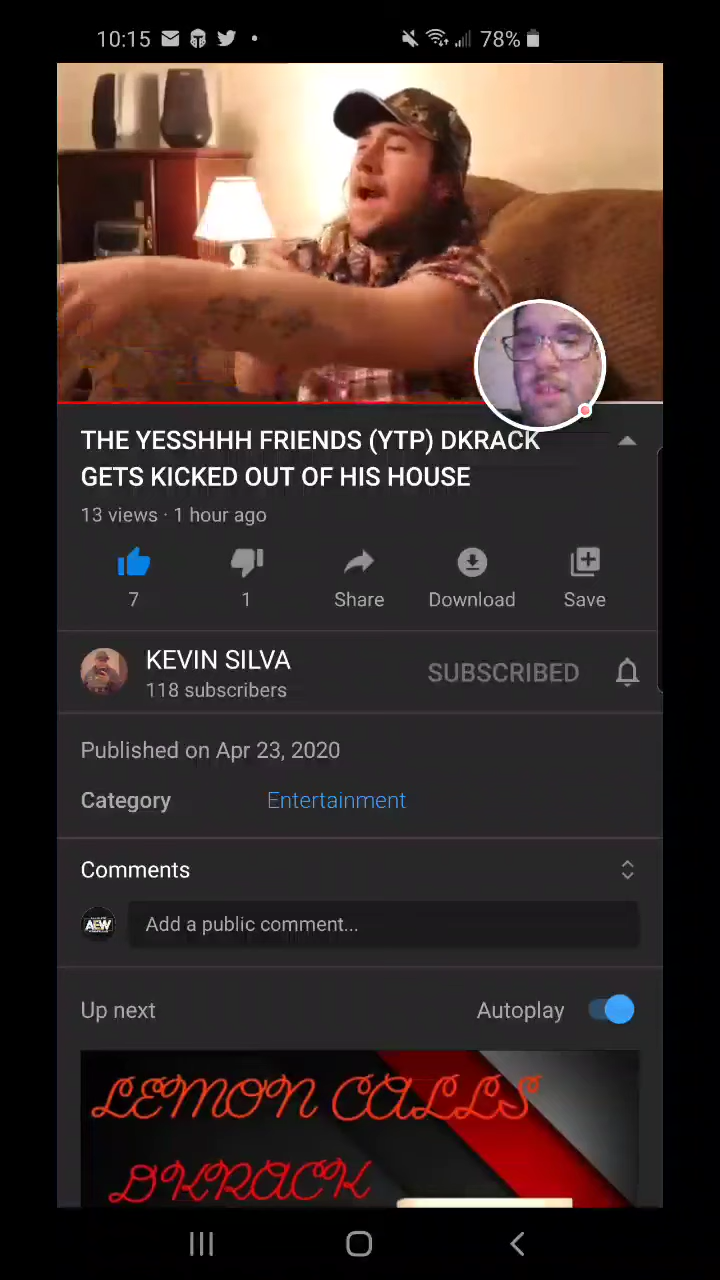 10:15
78%
THE YESSHHH FRIENDS (YTP) DKRACK
GETS KICKED OUT OF HIS HOUSE
13 views · 1 hour ago
7
1
Share
Download
Save
KEVIN SILVA
118 subscribers
SUBSCRIBED
Published on Apr 23, 2020
Category
Entertainment
Comments
AEW
Add a public comment...
Up next
Autoplay
LEMON CALLS
DKRACK